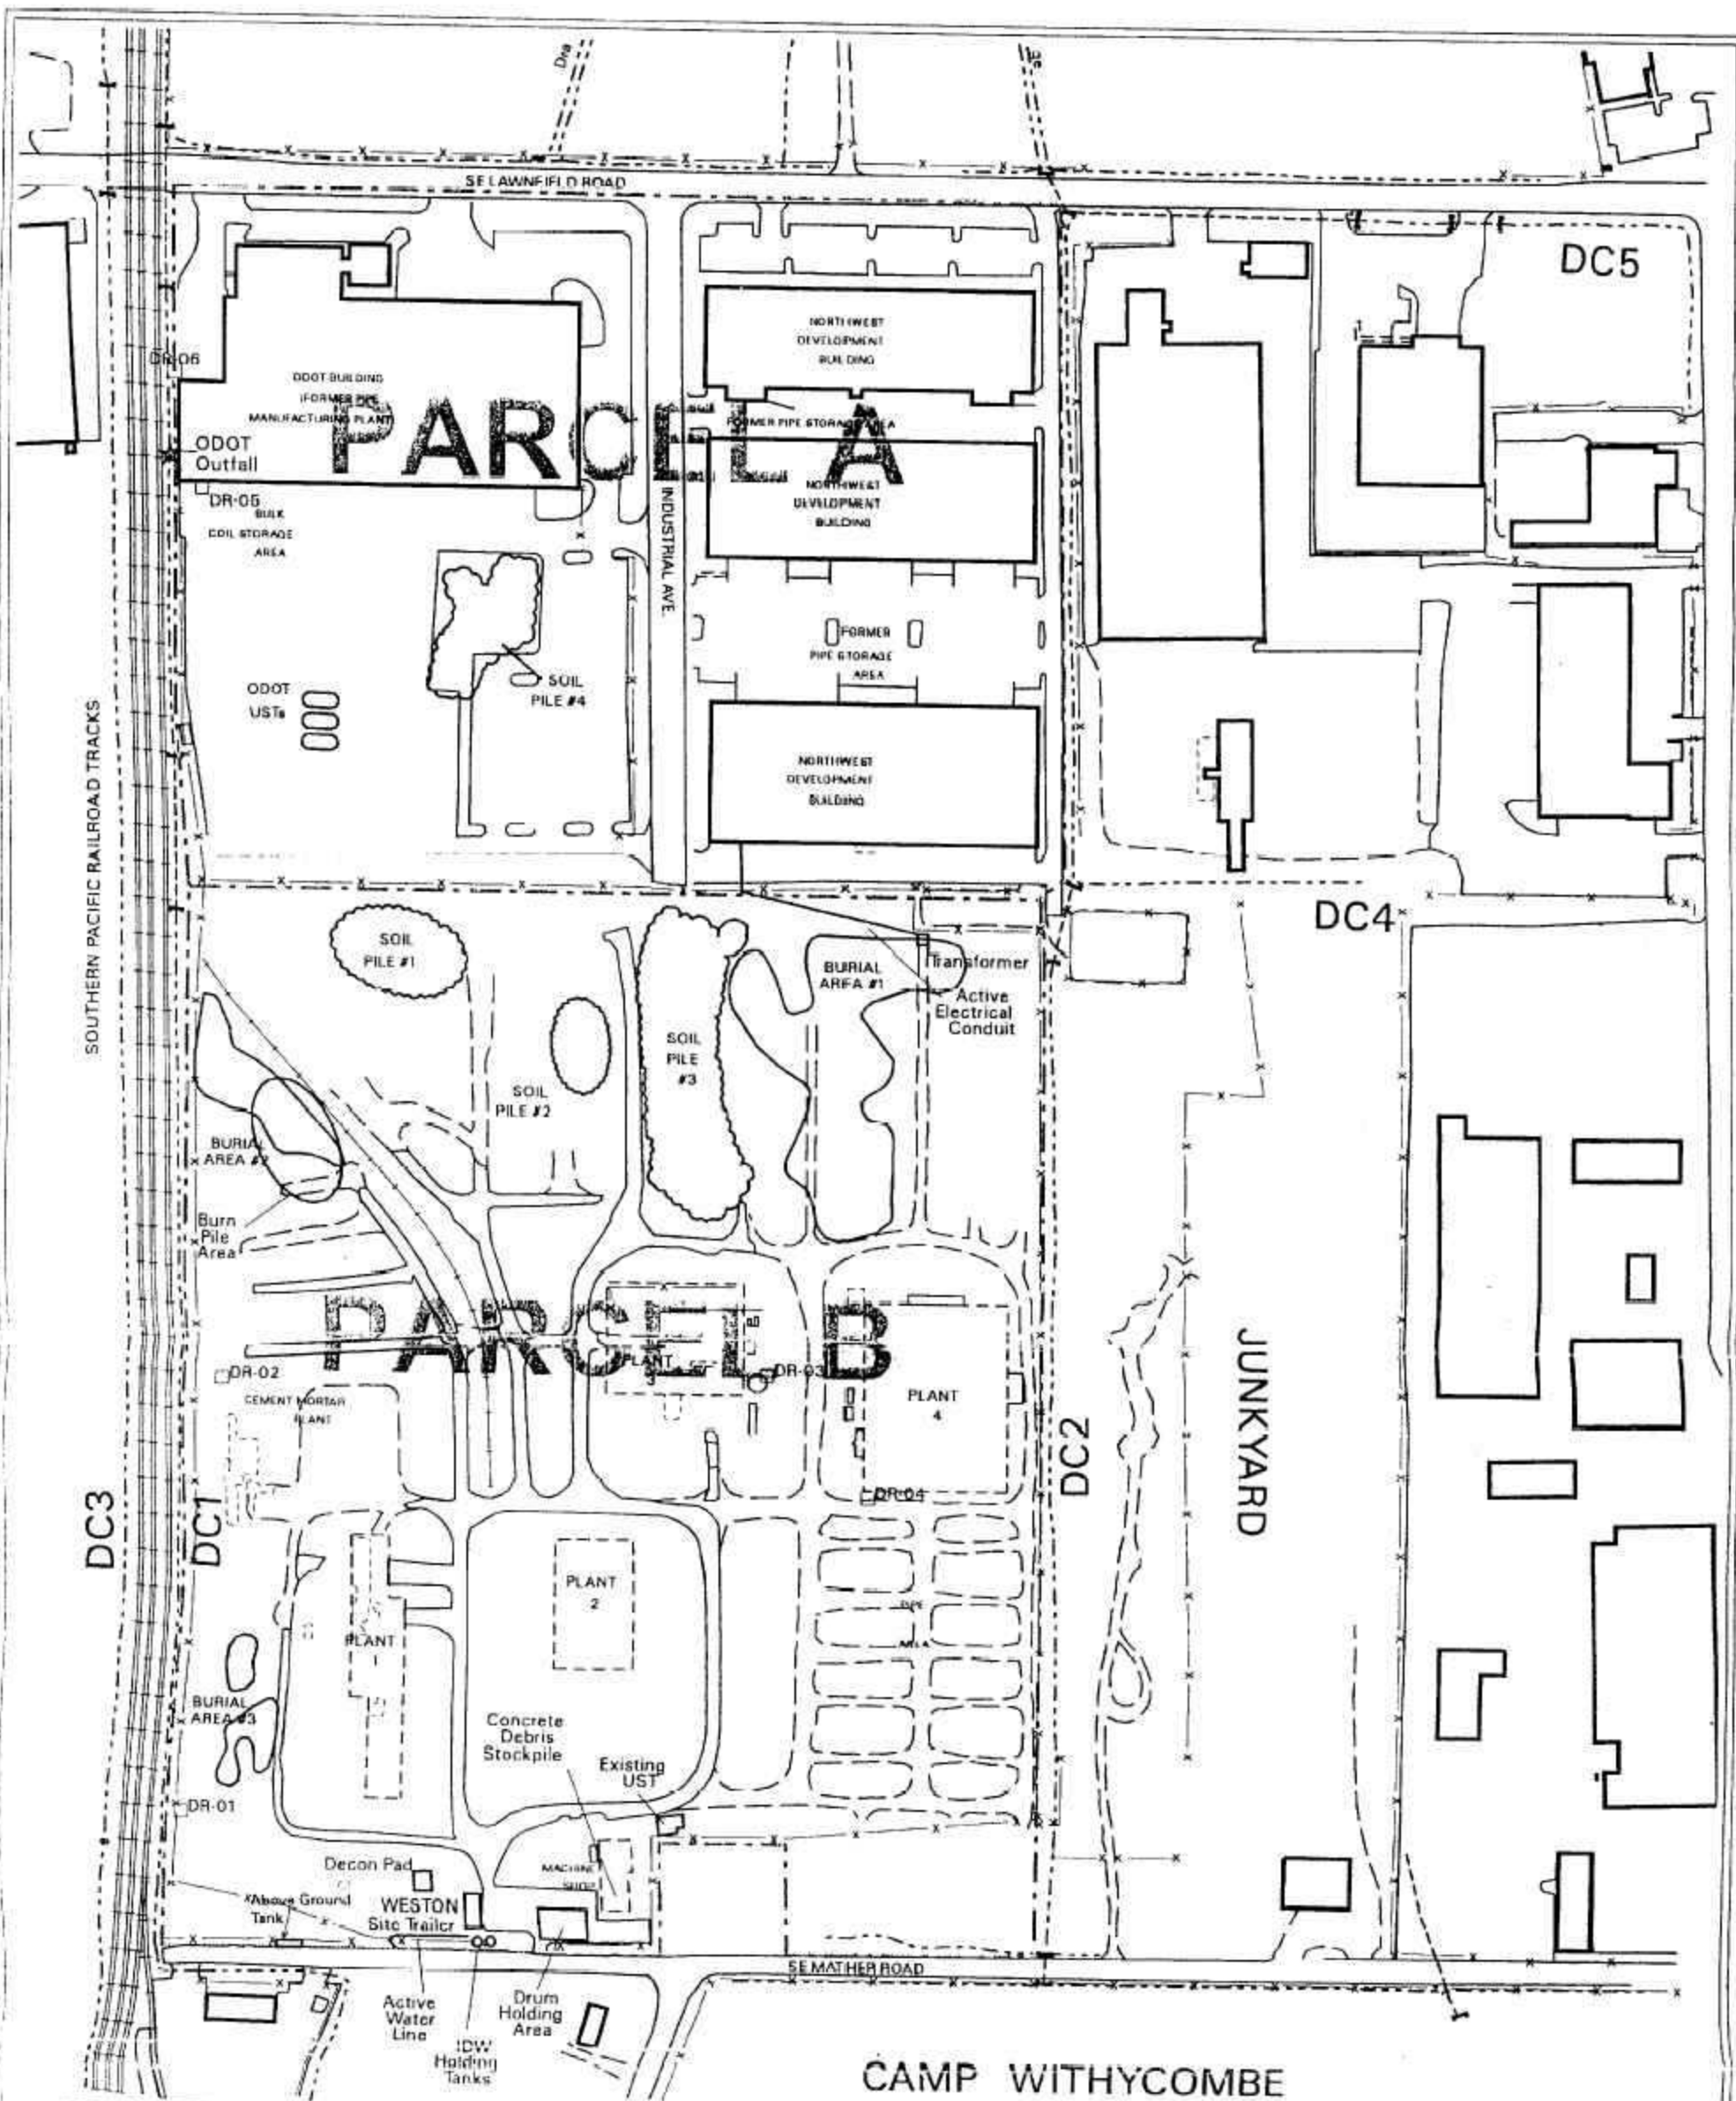 SE LAWNFIELD ROAD
DC5
NORTHWEST
DEVELOPMENT
BUILDING
DR-06
ODOT BUILDING
(FORMER PIPE
MANUFACTURING PLANT
PARCEL A
FORMER PIPE STORAGE AREA
ODOT
Outfall
DR-05
BULK
COIL STORAGE
AREA
INDUSTRIAL AVE.
NORTHWEST
DEVELOPMENT
BUILDING
FORMER
PIPE STORAGE
AREA
SOIL
PILE #4
ODOT
USTs
SOUTHERN PACIFIC RAILROAD TRACKS
NORTHWEST
DEVELOPMENT
BUILDING
DC4
SOIL
PILE #1
BURIAL
AREA #1
Transformer
Active
Electrical
Conduit
SOIL
PILE
#3
SOIL
PILE #2
BURIAL
AREA #2
Burn
Pile
Area
PARCEL B
PLANT
DR-02
DR-03
CEMENT MORTAR
PLANT
PLANT
4
JUNKYARD
DC2
DR-04
DC3
DC1
PLANT
2
PIPE
AREA
PLANT
BURIAL
AREA #3
Concrete
Debris
Stockpile
Existing
UST
DR-01
Decon Pad
MACHINE
SHOP
Above Ground
Tank
WESTON
Site Trailer
SE MATHER ROAD
Active
Water
Line
IDW
Holding
Tanks
Drum
Holding
Area
CAMP WITHYCOMBE